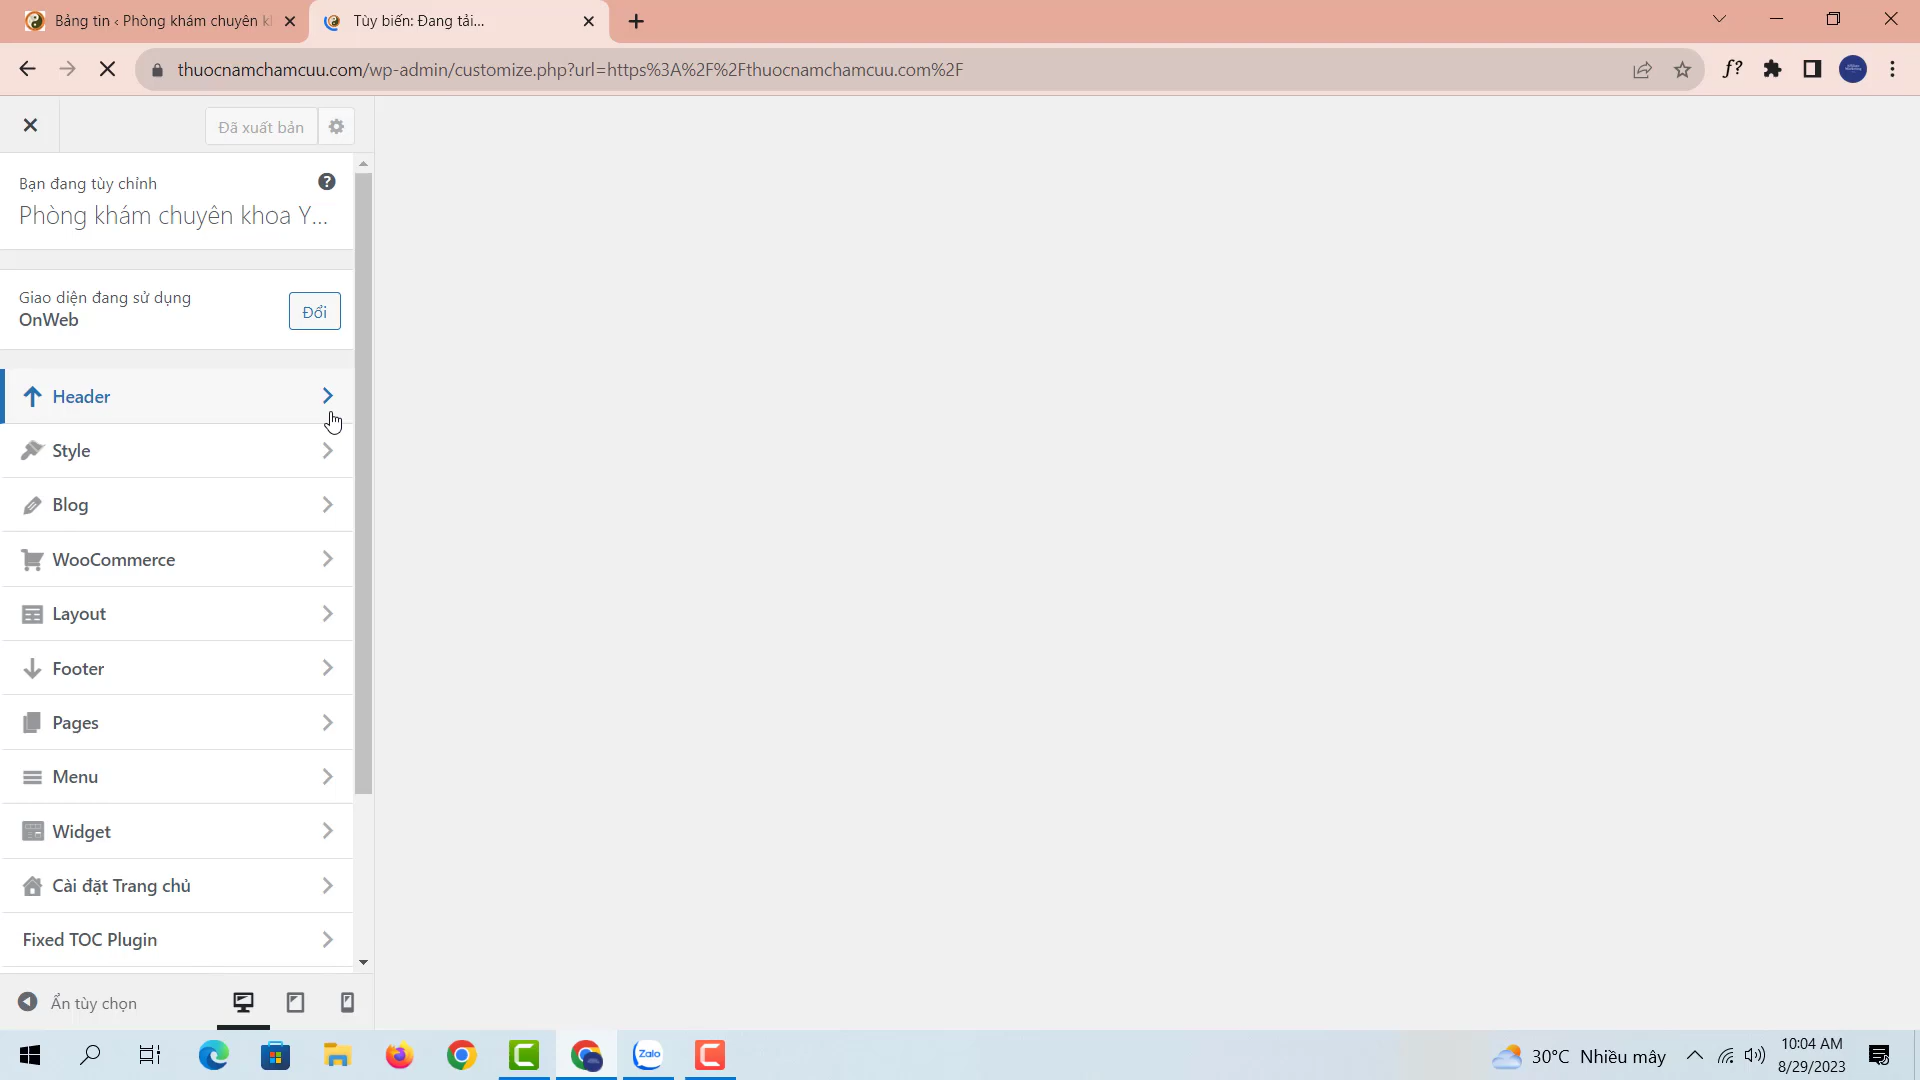 Bảng tin ‹ Phòng khám chuyên k
Tùy biến: Đang tải...
thuocnamchamcuu.com/wp-admin/customize.php?url=https%3A%2F%2Fthuocnamchamcuu.com%2F
f?
Đã xuất bản
Bạn đang tùy chỉnh
Phòng khám chuyên khoa Y...
Giao diện đang sử dụng
OnWeb
Đổi
Header
Style
Blog
WooCommerce
Layout
Footer
Pages
Menu
Widget
Cài đặt Trang chủ
Fixed TOC Plugin
Ẩn tùy chọn
Zalo
30°C Nhiều mây
10:04 AM
8/29/2023